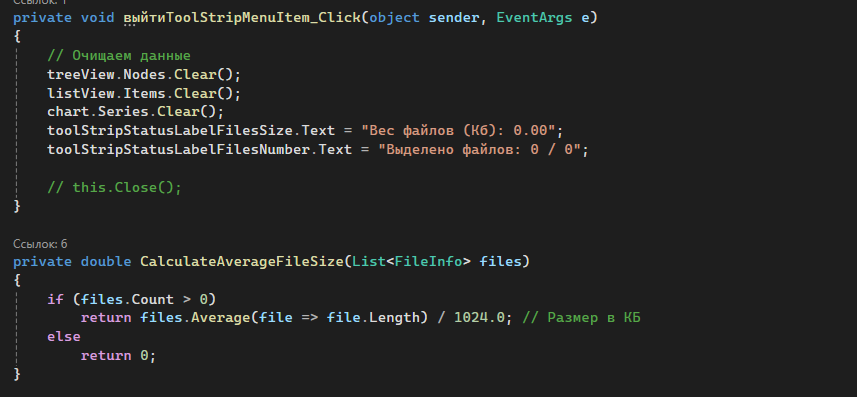 Ссылок: 1
private void выйтиToolStripMenuItem_Click(object sender, EventArgs e)
{
// Очищаем данные
treeView.Nodes.Clear();
listView.Items.Clear();
chart.Series.Clear();
toolStripStatusLabelFilesSize.Text = "Вес файлов (Кб): 0.00";
toolStripStatusLabelFilesNumber.Text = "Выделено файлов: 0 / 0";
// this.Close();
}
Ссылок: 6
private double CalculateAverageFileSize(List<FileInfo> files)
{
if (files.Count > 0)
return files.Average(file => file.Length) / 1024.0; // Размер в КБ
else
return 0;
}